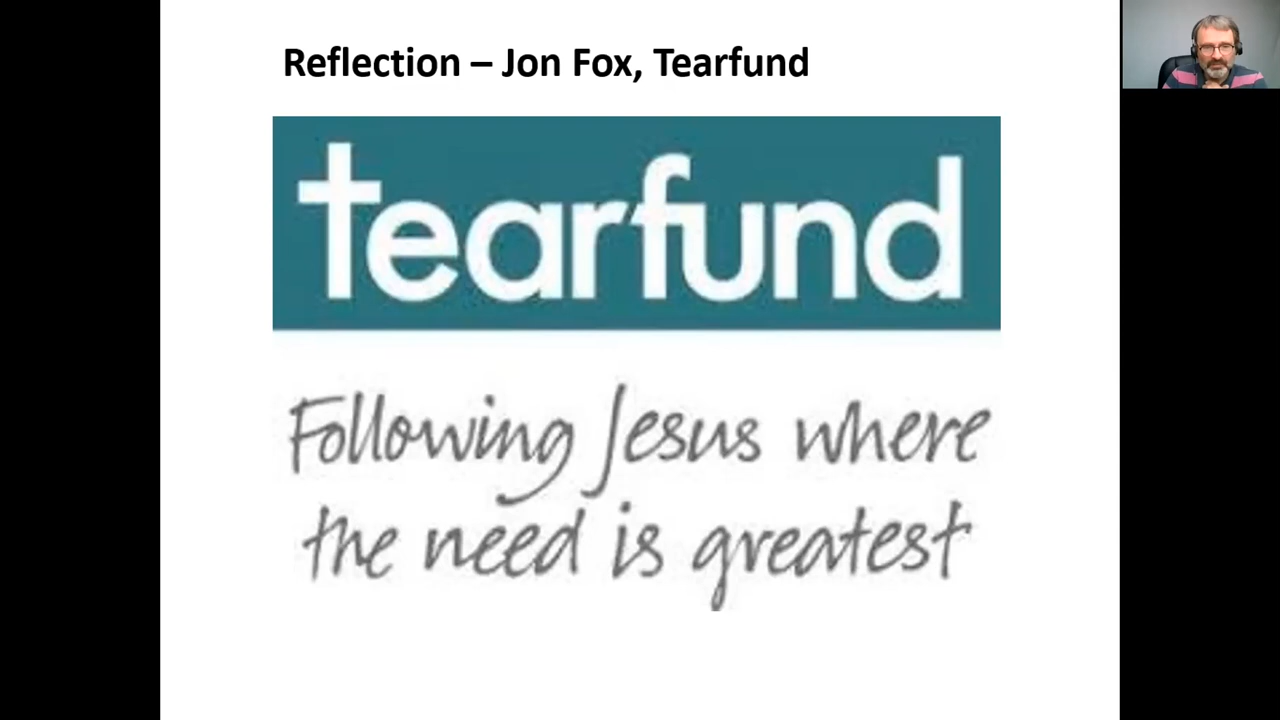 Reflection – Jon Fox, Tearfund
tearfund
Following Jesus where
the need is greatest